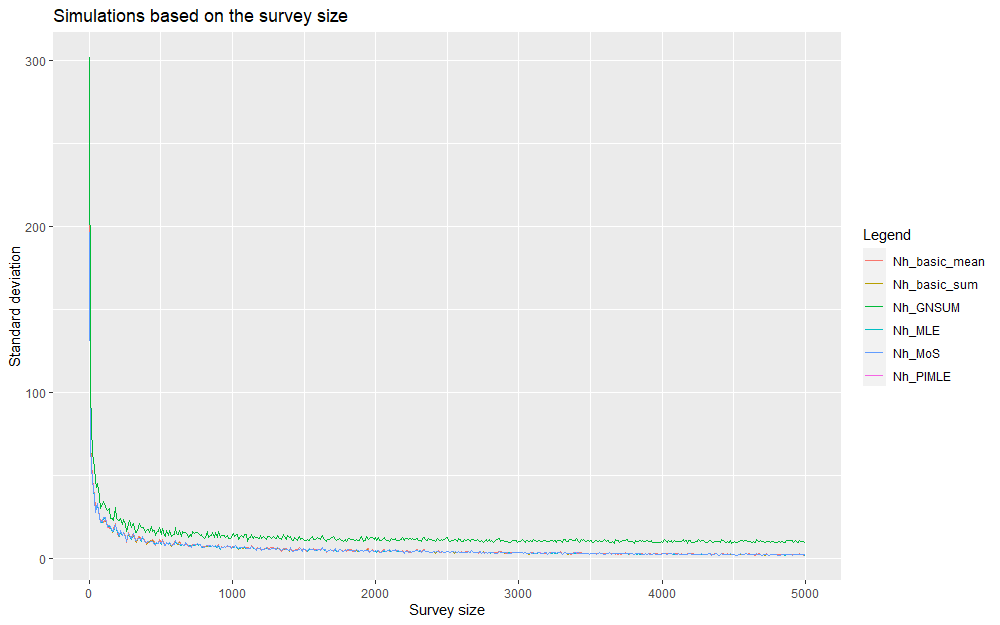 Simulations based on the survey size
300
200
100
0
Standard deviation
0
1000
2000
3000
4000
5000
Survey size
Legend
Nh_basic_mean
Nh_basic_sum
Nh_GNSUM
Nh_MLE
Nh_MoS
Nh_PIMLE